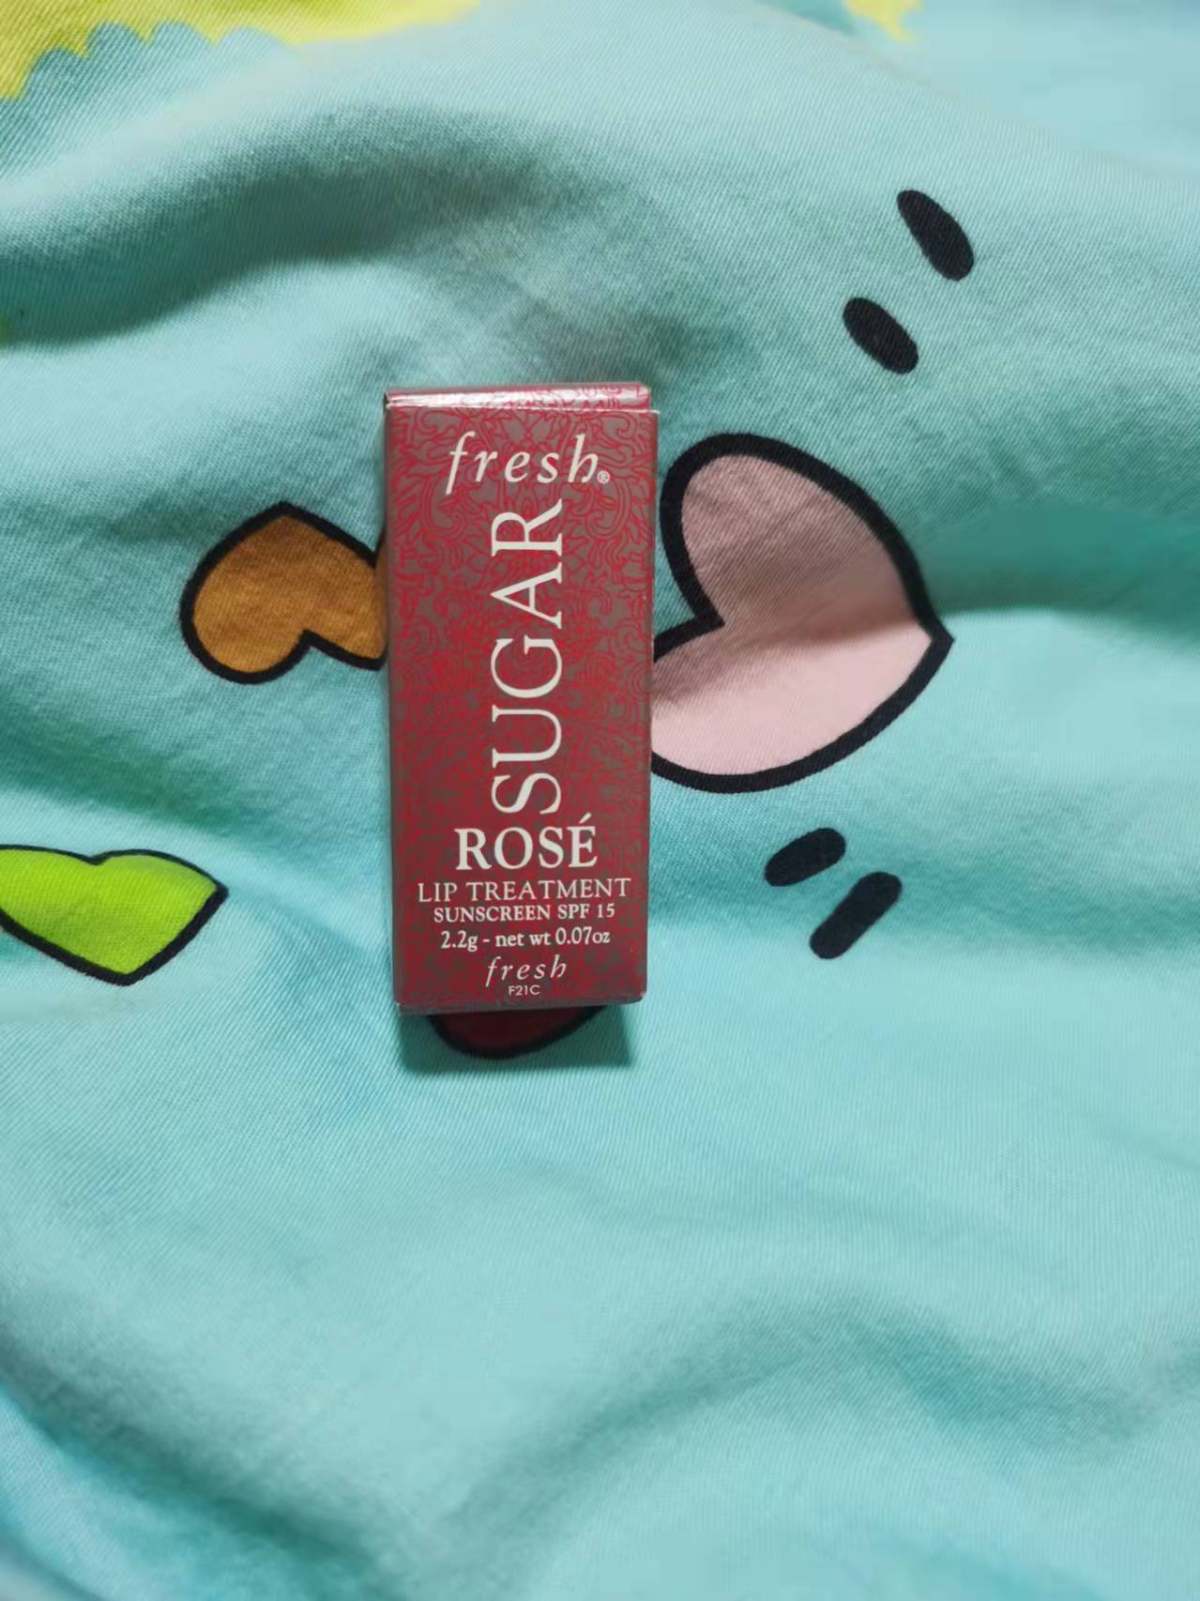 fresh®
SUGAR
ROSÉ
LIP TREATMENT
SUNSCREEN SPF 15
2.2g - net wt 0.07oz
fresh
F21C